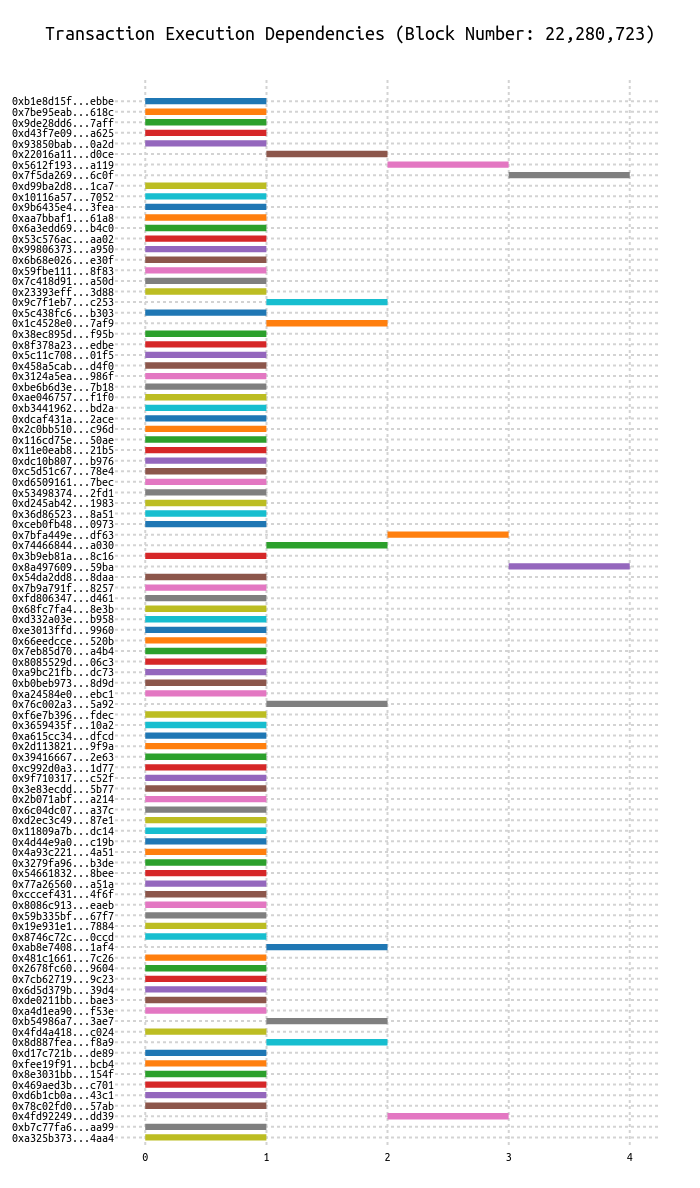 Transaction Execution Dependencies (Block Number: 22,280,723)
0xb1e8d15f...ebbe
0x7be95eab...618c
0x9de28dd6...7aff
0xd43f7e09...a625
0x93850bab...0a2d
0x22016a11...d0ce
0x5612f193...a119
0x7f5da269...6c0f
0xd99ba2d8...1ca7
0x10116a57...7052
0x9b6435e4...3fea
0xaa7bbaf1...61a8
0x6a3edd69...b4c0
0x53c576ac...aa02
0x99806373...a950
0x6b68e026...e30f
0x59fbe111...8f83
0x7c418d91...a50d
0x23393eff...3d88
0x9c7f1eb7...c253
0x5c438fc6...b303
0x1c4528e0...7af9
0x38ec895d...f95b
0x8f378a23...edbe
0x5c11c708...01f5
0x458a5cab...d4f0
0x3124a5ea...986f
0xbe6b6d3e...7b18
0xae046757...f1f0
0xb3441962...bd2a
0xdcaf431a...2ace
0x2c0bb510...c96d
0x116cd75e...50ae
0x11e0eab8...21b5
0xdc10b807...b976
0xc5d51c67...78e4
0xd6509161...7bec
0x53498374...2fd1
0xd245ab42...1983
0x36d86523...8a51
0xceb0fb48...0973
0x7bfa449e...df63
0x74466844...a030
0x3b9eb81a...8c16
0x8a497609...59ba
0x54da2dd8...8daa
0x7b9a791f...8257
0xfd806347...d461
0x68fc7fa4...8e3b
0xd332a03e...b958
0xe3013ffd...9960
0x66eedcce...520b
0x7eb85d70...a4b4
0x8085529d...06c3
0xa9bc21fb...dc73
0xb0beb973...8d9d
0xa24584e0...ebc1
0x76c002a3...5a92
0xf6e7b396...fdec
0x3659435f...10a2
0xa615cc34...dfcd
0x2d113821...9f9a
0x39416667...2e63
0xc992d0a3...1d77
0x9f710317...c52f
0x3e83ecdd...5b77
0x2b071abf...a214
0x6c04dc07...a37c
0xd2ec3c49...87e1
0x11809a7b...dc14
0x4d44e9a0...c19b
0x4a93c221...4a51
0x3279fa96...b3de
0x54661832...8bee
0x77a26560...a51a
0xcccef431...4f6f
0x8086c913...eaeb
0x59b335bf...67f7
0x19e931e1...7884
0x8746c72c...0ccd
0xab8e7408...1af4
0x481c1661...7c26
0x2678fc60...9604
0x7cb62719...9c23
0x6d5d379b...39d4
0xde0211bb...bae3
0xa4d1ea90...f53e
0xb54986a7...3ae7
0x4fd4a418...c024
0x8d887fea...f8a9
0xd17c721b...de89
0xfee19f91...bcb4
0x8e3031bb...154f
0x469aed3b...c701
0xd6b1cb0a...43c1
0x78c02fd0...57ab
0x4fd92249...dd39
0xb7c77fa6...aa99
0xa325b373...4aa4
0 1 2 3 4